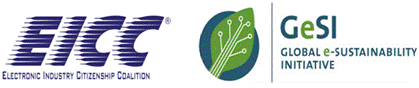 EICC®
ELECTRONIC INDUSTRY CITIZENSHIP COALITION
GeSI
GLOBAL e-SUSTAINABILITY
INITIATIVE